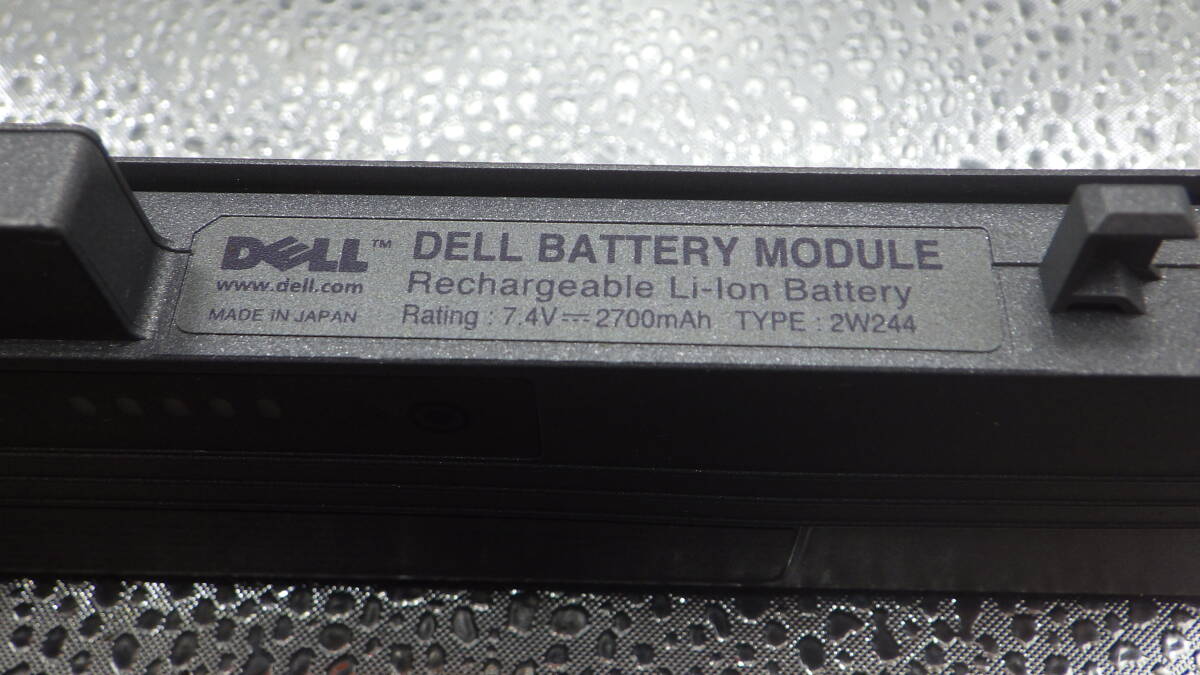 DELL™ DELL BATTERY MODULE
www.dell.com Rechargeable Li-Ion Battery
MADE IN JAPAN Rating : 7.4V⎓2700mAh TYPE : 2W244